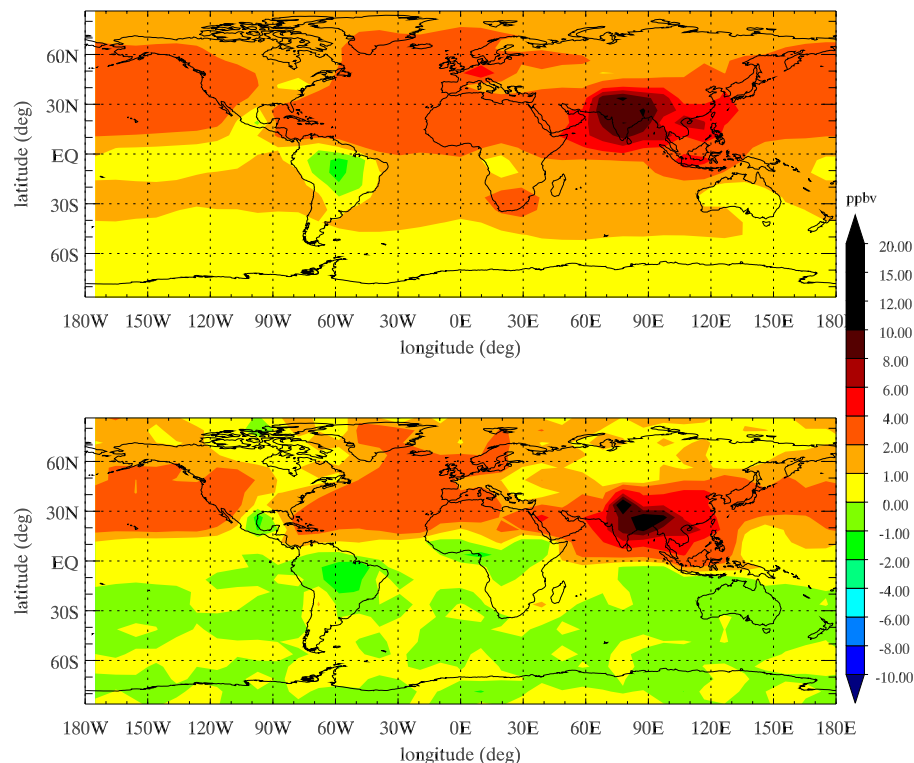 60N
30N
EQ
30S
60S
latitude (deg)
180W 150W 120W 90W 60W 30W 0E 30E 60E 90E 120E 150E 180E
longitude (deg)
ppbv
20.00
15.00
12.00
10.00
8.00
6.00
4.00
2.00
1.00
0.00
-1.00
-2.00
-4.00
-6.00
-8.00
-10.00
60N
30N
EQ
30S
60S
latitude (deg)
180W 150W 120W 90W 60W 30W 0E 30E 60E 90E 120E 150E 180E
longitude (deg)